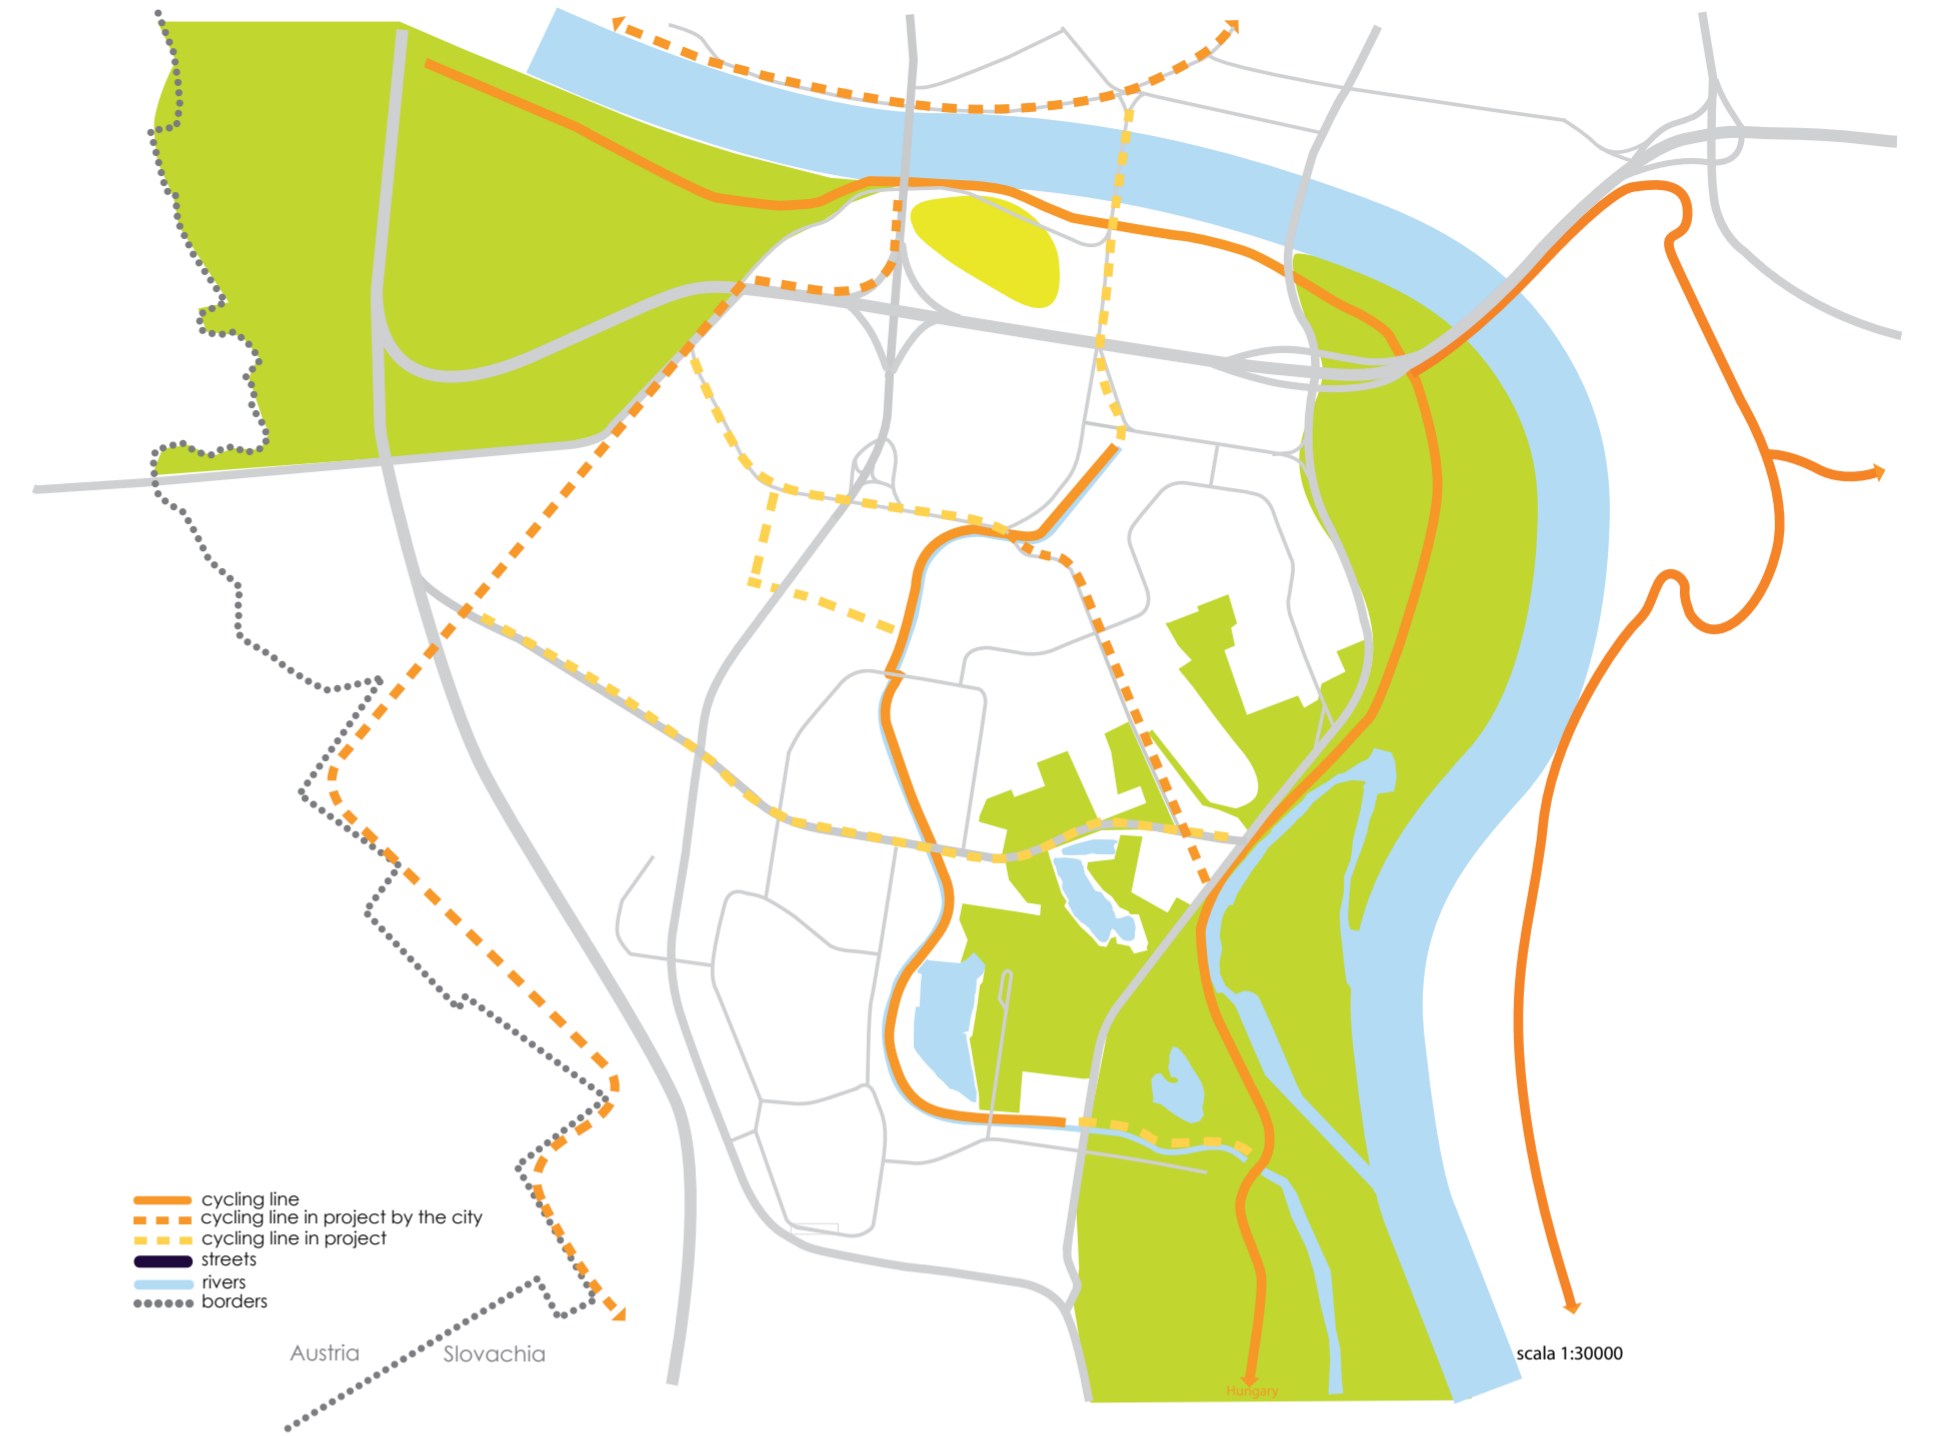 cycling line
cycling line in project by the city
cycling line in project
streets
rivers
borders
Austria
Slovachia
scala 1:30000
Hungary